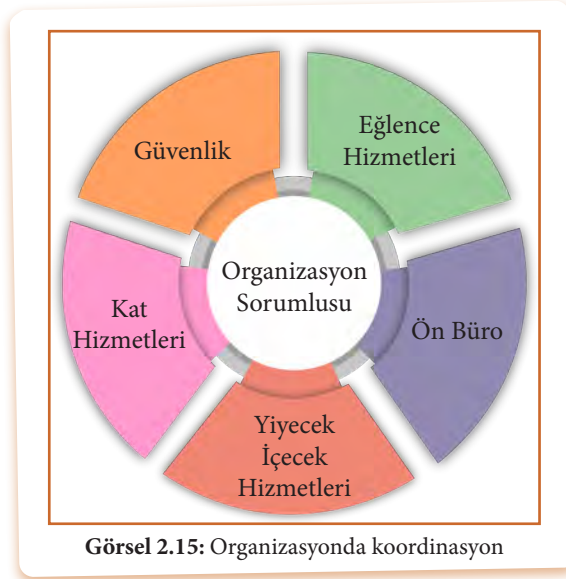 Güvenlik
Eğlence
Hizmetleri
Organizasyon
Sorumlusu
Kat
Hizmetleri
Ön Büro
Yiyecek
İçecek
Hizmetleri
Görsel 2.15: Organizasyonda koordinasyon